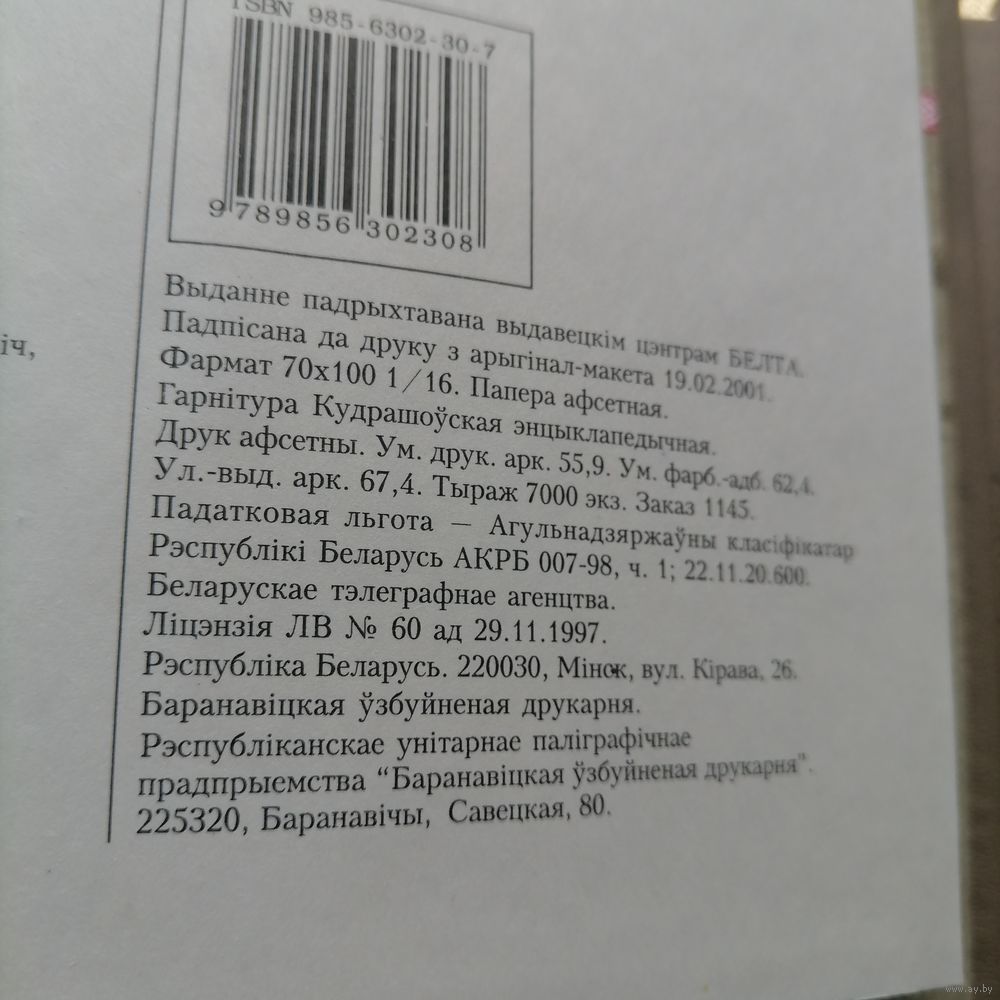 ISBN 985-6302-30-7
9 789856 302308
іч,
Выданне падрыхтавана выдавецкім цэнтрам БЕЛТА.
Падпісана да друку з арыгінал-макета 19.02.2001.
Фармат 70x100 1/16. Папера афсетная.
Гарнітура Кудрашоўская энцыклапедычная.
Друк афсетны. Ум. друк. арк. 55,9. Ум. фарб.-адб. 62,4.
Ул.-выд. арк. 67,4. Тыраж 7000 экз. Заказ 1145.
Падатковая льгота — Агульнадзяржаўны класіфікатар
Рэспублікі Беларусь АКРБ 007-98, ч. 1; 22.11.20.600.
Беларускае тэлеграфнае агенцтва.
Ліцэнзія ЛВ № 60 ад 29.11.1997.
Рэспубліка Беларусь. 220030, Мінск, вул. Кірава, 26.
Баранавіцкая ўзбуйненая друкарня.
Рэспубліканскае унітарнае паліграфічнае
прадпрыемства “Баранавіцкая ўзбуйненая друкарня”.
225320, Баранавічы, Савецкая, 80.
www.ay.by